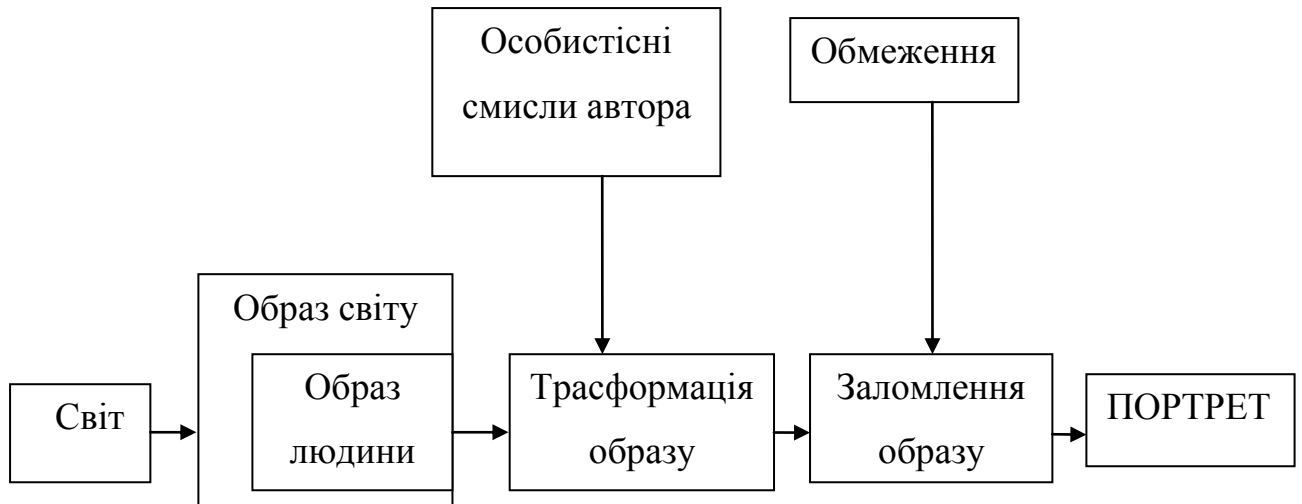 Особистісні
смисли автора
Обмеження
Образ світу
Світ
Образ
людини
Трасформація
образу
Заломлення
образу
ПОРТРЕТ